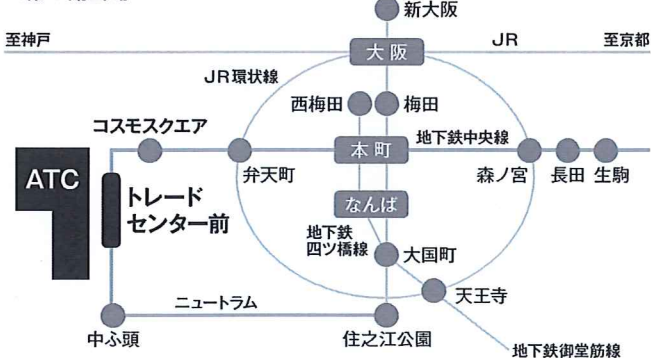 新大阪
至神戸
JR
至京都
大阪
JR環状線
西梅田
梅田
コスモスクエア
地下鉄中央線
本町
ATC
弁天町
森ノ宮
長田
生駒
トレード
センター前
なんば
地下鉄
四ツ橋線
大国町
天王寺
ニュートラム
中ふ頭
住之江公園
地下鉄御堂筋線